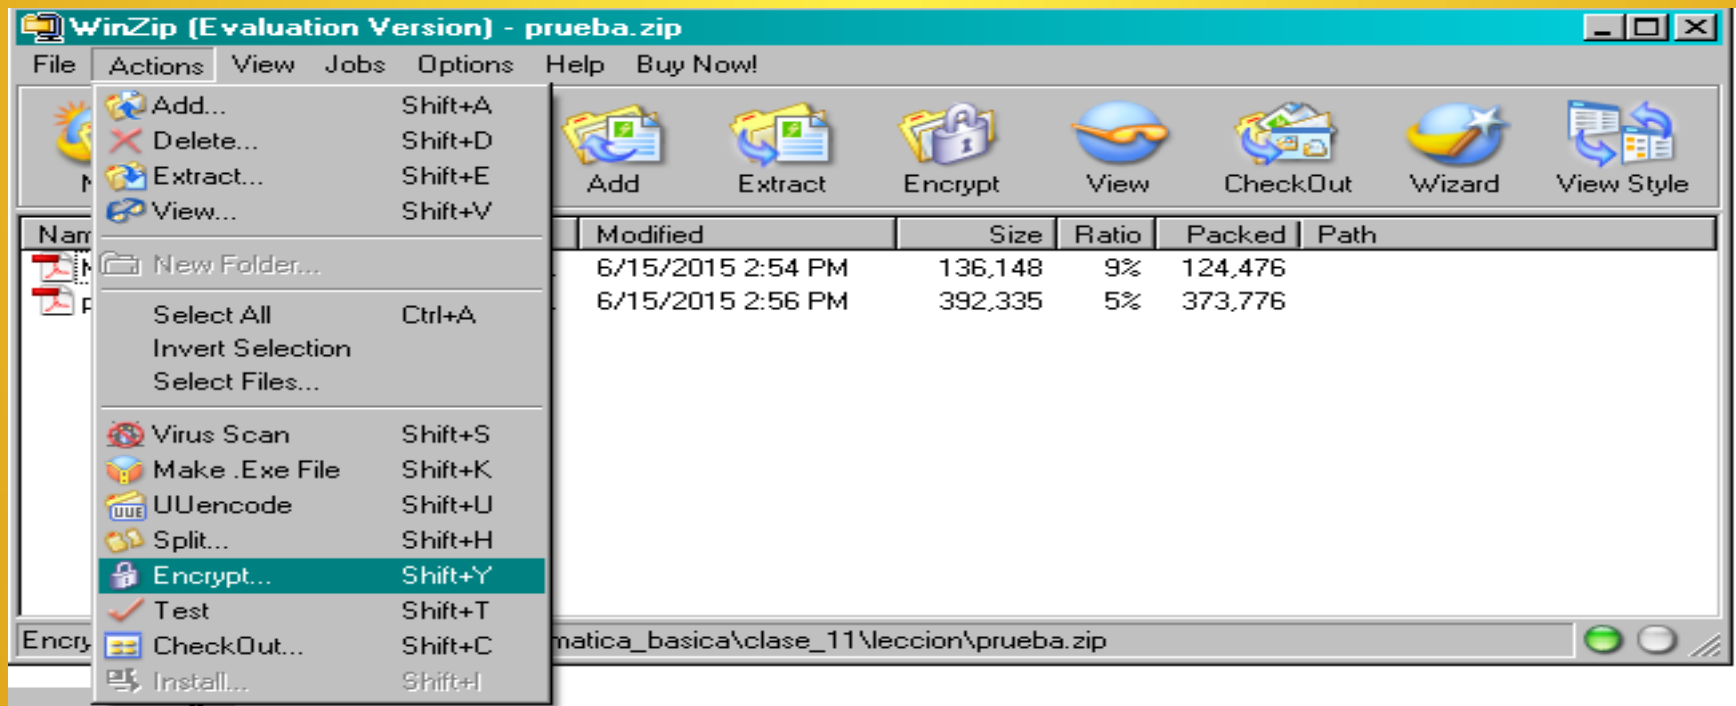 WinZip (Evaluation Version) - prueba.zip
File Actions View Jobs Options Help Buy Now!
Add... Shift+A
Delete... Shift+D
Extract... Shift+E
View... Shift+V
New Folder...
Select All Ctrl+A
Invert Selection
Select Files...
Virus Scan Shift+S
Make .Exe File Shift+K
UUencode Shift+U
Split... Shift+H
Encrypt... Shift+Y
Test Shift+T
CheckOut... Shift+C
Install... Shift+I
Add Extract Encrypt View CheckOut Wizard View Style
Modified Size Ratio Packed Path
6/15/2015 2:54 PM 136,148 9% 124,476
6/15/2015 2:56 PM 392,335 5% 373,776
matica_basica\clase_11\leccion\prueba.zip